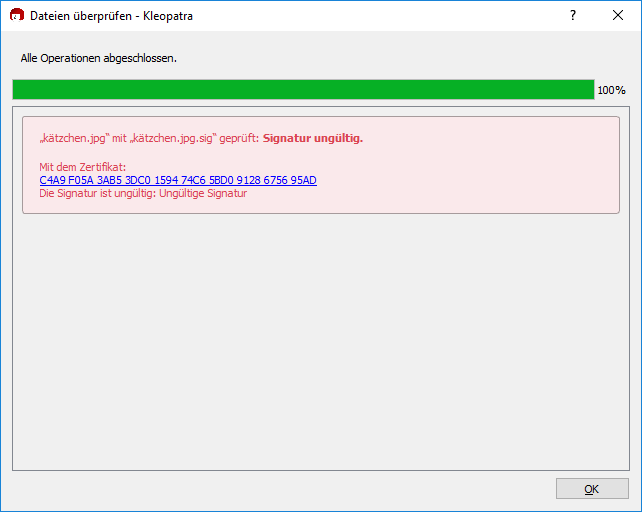 Dateien überprüfen - Kleopatra
?
Alle Operationen abgeschlossen.
100%
„kätzchen.jpg“ mit „kätzchen.jpg.sig“ geprüft: Signatur ungültig.
Mit dem Zertifikat:
C4A9 F05A 3AB5 3DC0 1594 74C6 5BD0 9128 6756 95AD
Die Signatur ist ungültig: Ungültige Signatur
OK